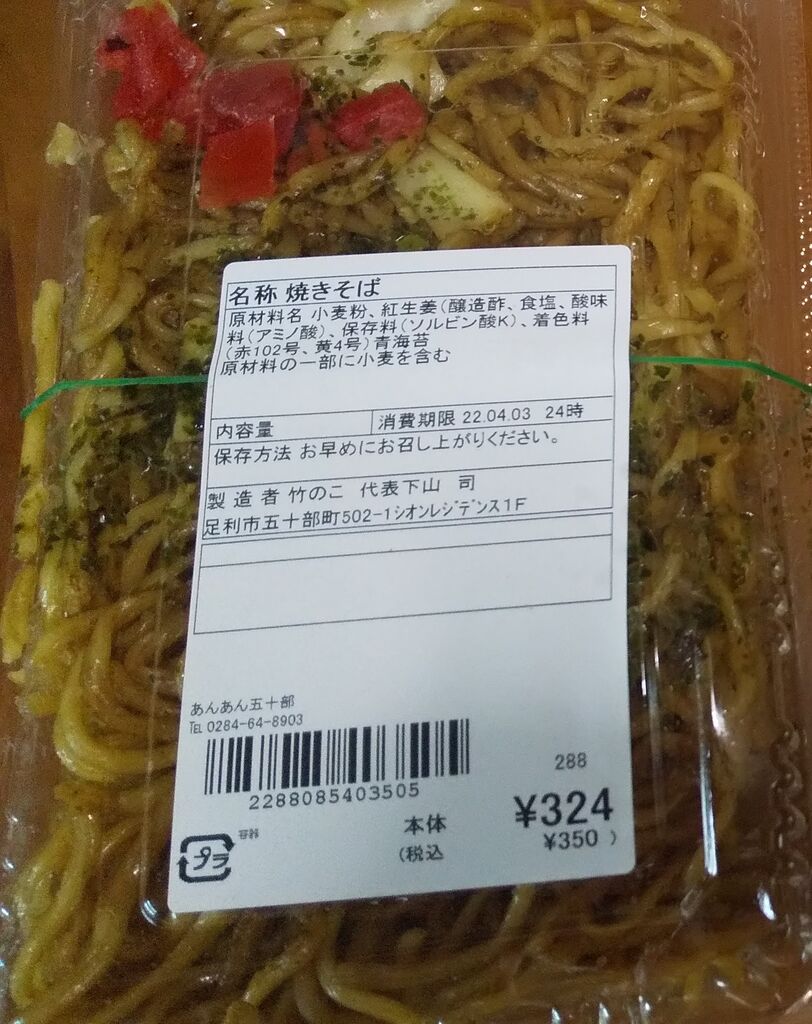 名称 焼きそば
原材料名 小麦粉、紅生姜(醸造酢、食塩、酸味
料(アミノ酸)、保存料(ソルビン酸K)、着色料
(赤102号、黄4号)青海苔
原材料の一部に小麦を含む
内容量
消費期限 22.04.03 24時
保存方法 お早めにお召し上がりください。
製造者 竹のこ 代表下山 司
足利市五十部町502-1シオンレジデンス1F
あんあん五十部
TEL 0284-64-8903
2288085403505
288
容器
プラ
本体 ¥324
(税込 ¥350 )